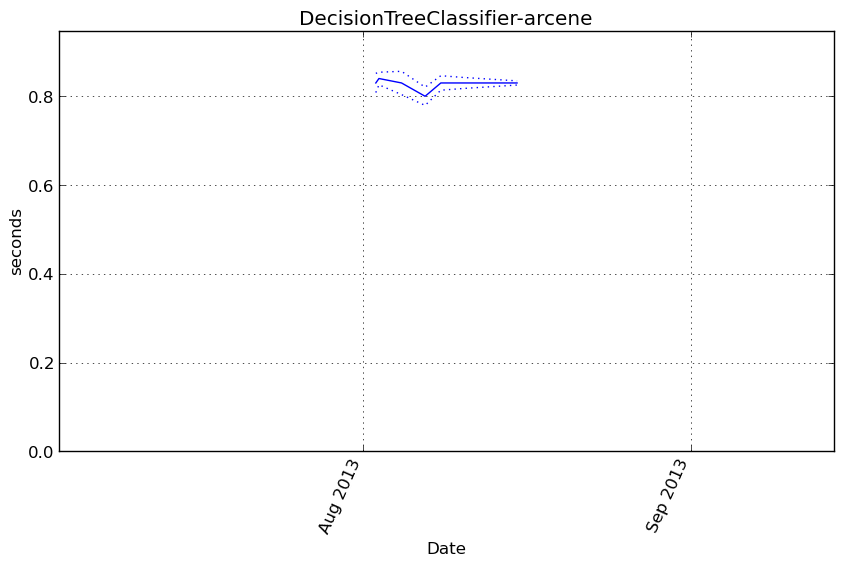 DecisionTreeClassifier-arcene
0.8
0.6
0.4
0.2
0.0
seconds
Aug 2013
Sep 2013
Date